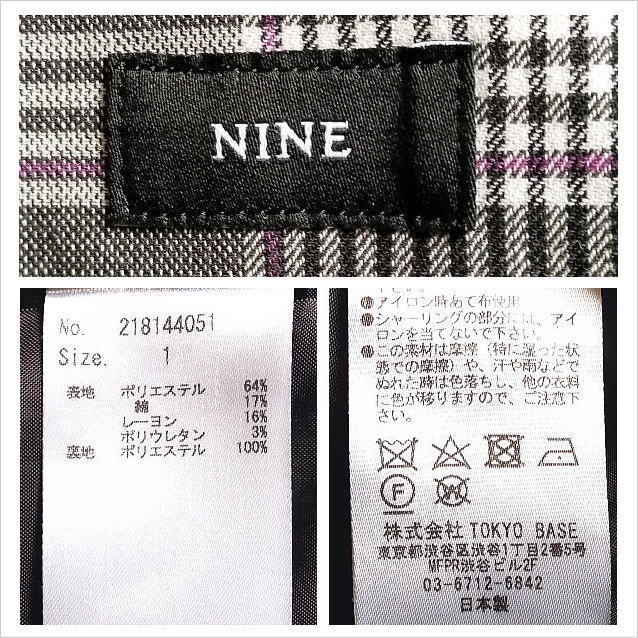 NINE
No. 218144051
Size. 1
表地 ポリエステル 64%
綿 17%
レーヨン 16%
ポリウレタン 3%
裏地 ポリエステル 100%
●アイロン時あて布使用
●シャーリングの部分には、アイ
ロンを当てないで下さい。
●この素材は摩擦（特に湿った状
態での摩擦）や、汗や雨などで
ぬれた時は色落ちし、他の衣料
に色が移りますので、ご注意下
さい。
F W
株式会社 TOKYO BASE
東京都渋谷区渋谷1丁目2番5号
MFPR渋谷ビル2F
03-6712-6842
日本製